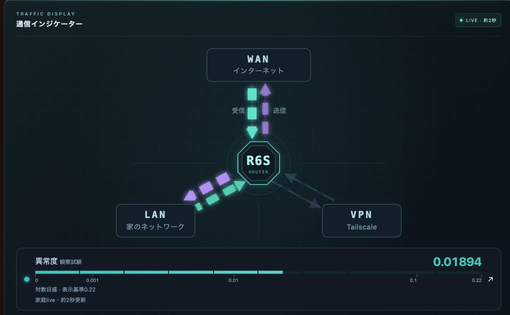 TRAFFIC DISPLAY
通信インジケーター
LIVE・約2秒
WAN
インターネット
受信
送信
R6S
ROUTER
LAN
家のネットワーク
VPN
Tailscale
異常度 観察試験
0.01894
0 0.001 0.01 0.1 0.22
対数目盛・表示基準0.22
家庭live・約2秒更新